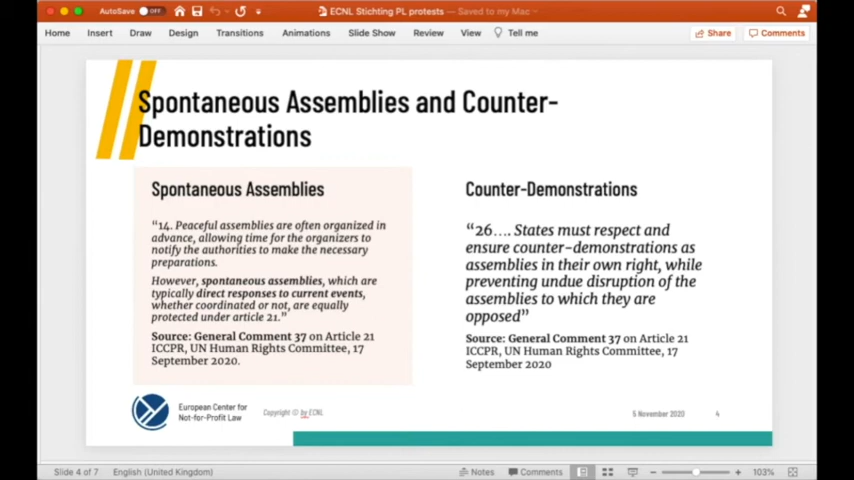 AutoSave OFF
ECNL Stichting PL protests — Saved to my Mac
Home Insert Draw Design Transitions Animations Slide Show Review View Tell me Share Comments
Spontaneous Assemblies and Counter-
Demonstrations
Spontaneous Assemblies
“14. Peaceful assemblies are often organized in
advance, allowing time for the organizers to
notify the authorities to make the necessary
preparations.
However, spontaneous assemblies, which are
typically direct responses to current events,
whether coordinated or not, are equally
protected under article 21.”
Source: General Comment 37 on Article 21
ICCPR, UN Human Rights Committee, 17
September 2020.
Counter-Demonstrations
“26…. States must respect and
ensure counter-demonstrations as
assemblies in their own right, while
preventing undue disruption of the
assemblies to which they are
opposed”
Source: General Comment 37 on Article 21
ICCPR, UN Human Rights Committee, 17
September 2020
European Center for
Not-for-Profit Law
Copyright © by ECNL
5 November 2020
4
Slide 4 of 7 English (United Kingdom) Notes Comments 103%